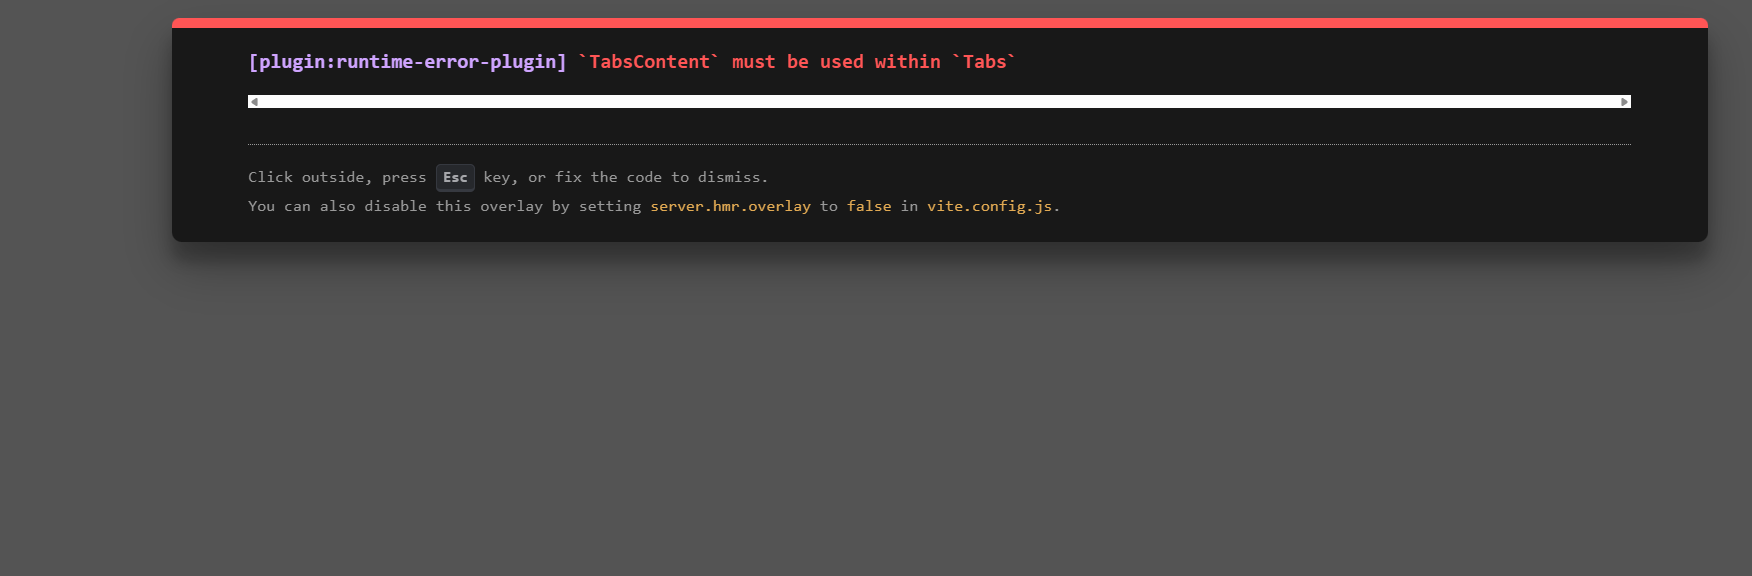 [plugin:runtime-error-plugin] `TabsContent` must be used within `Tabs`
Click outside, press Esc key, or fix the code to dismiss.
You can also disable this overlay by setting server.hmr.overlay to false in vite.config.js.